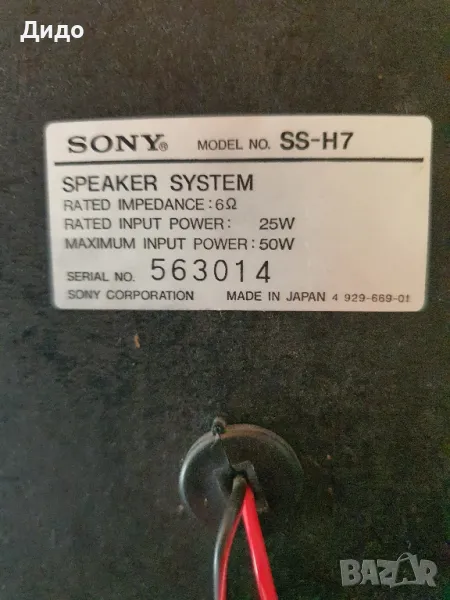 Дидо
SONY® MODEL NO. SS-H7
SPEAKER SYSTEM
RATED IMPEDANCE : 6Ω
RATED INPUT POWER : 25W
MAXIMUM INPUT POWER : 50W
SERIAL NO. 563014
SONY CORPORATION MADE IN JAPAN 4 929-669-01
BAZAR